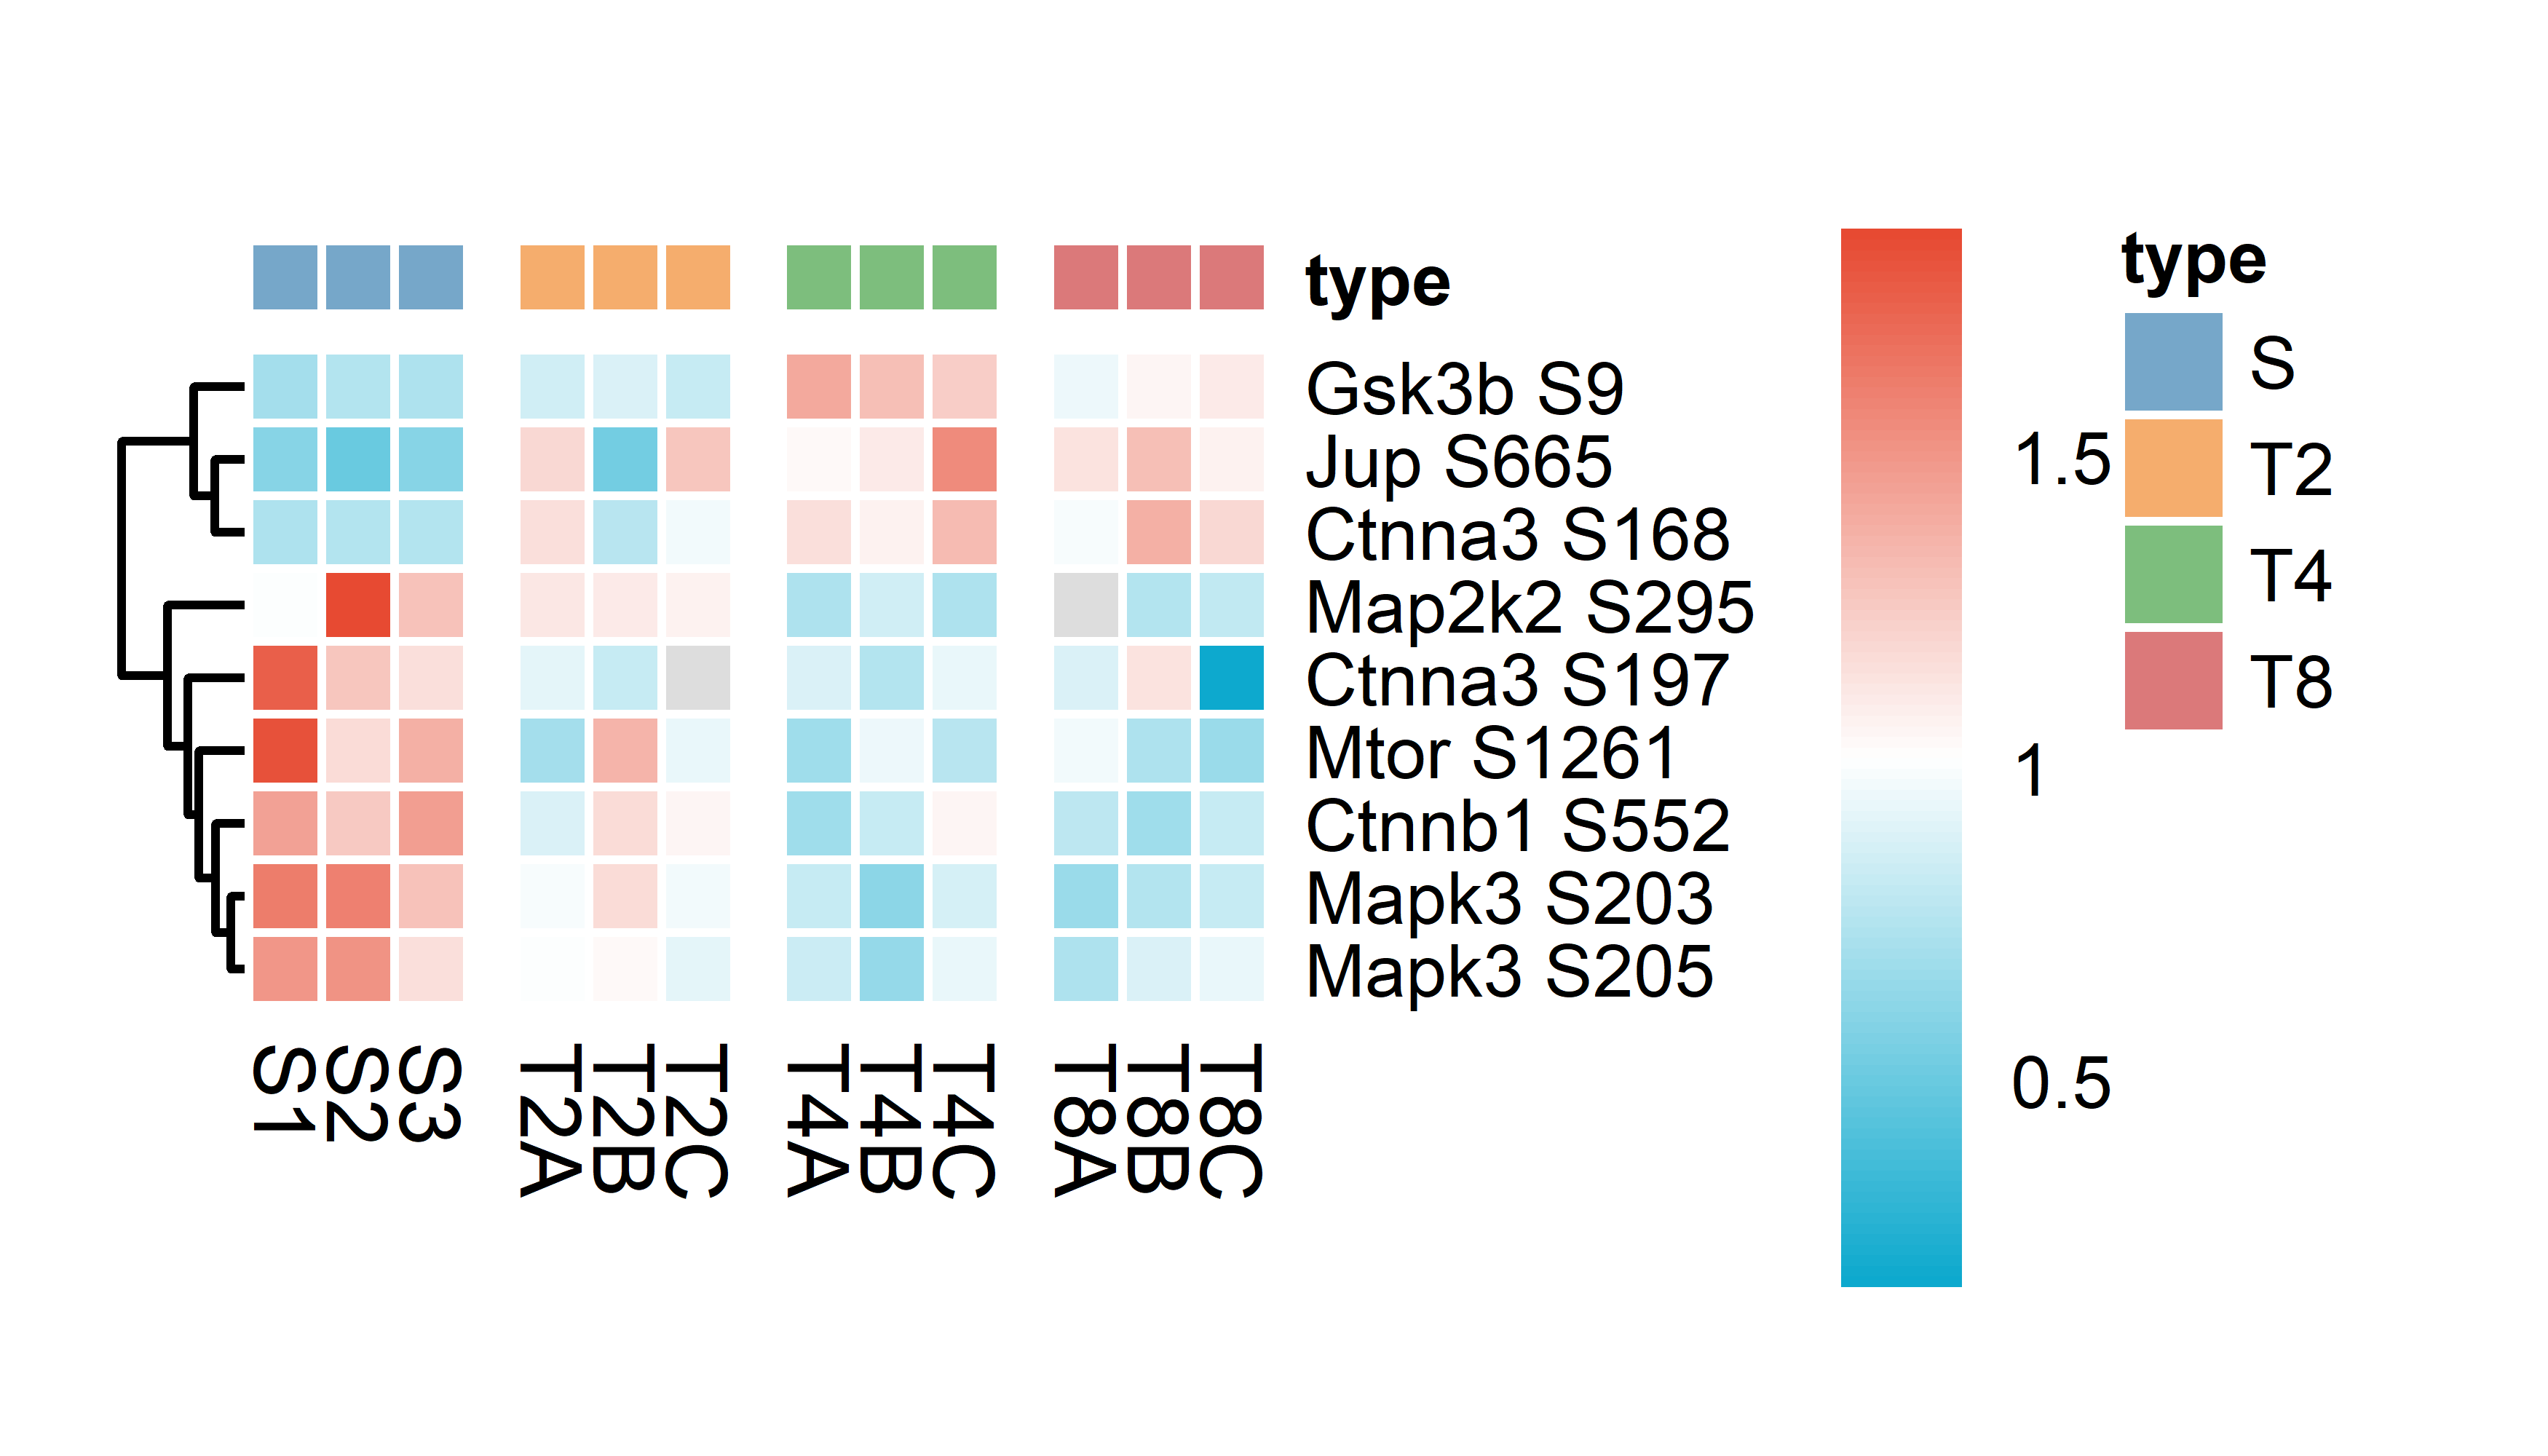 type
Gsk3b S9
Jup S665
Ctnna3 S168
Map2k2 S295
Ctnna3 S197
Mtor S1261
Ctnnb1 S552
Mapk3 S203
Mapk3 S205
S1
S2
S3
T2A
T2B
T2C
T4A
T4B
T4C
T8A
T8B
T8C
1.5
1
0.5
type
S
T2
T4
T8